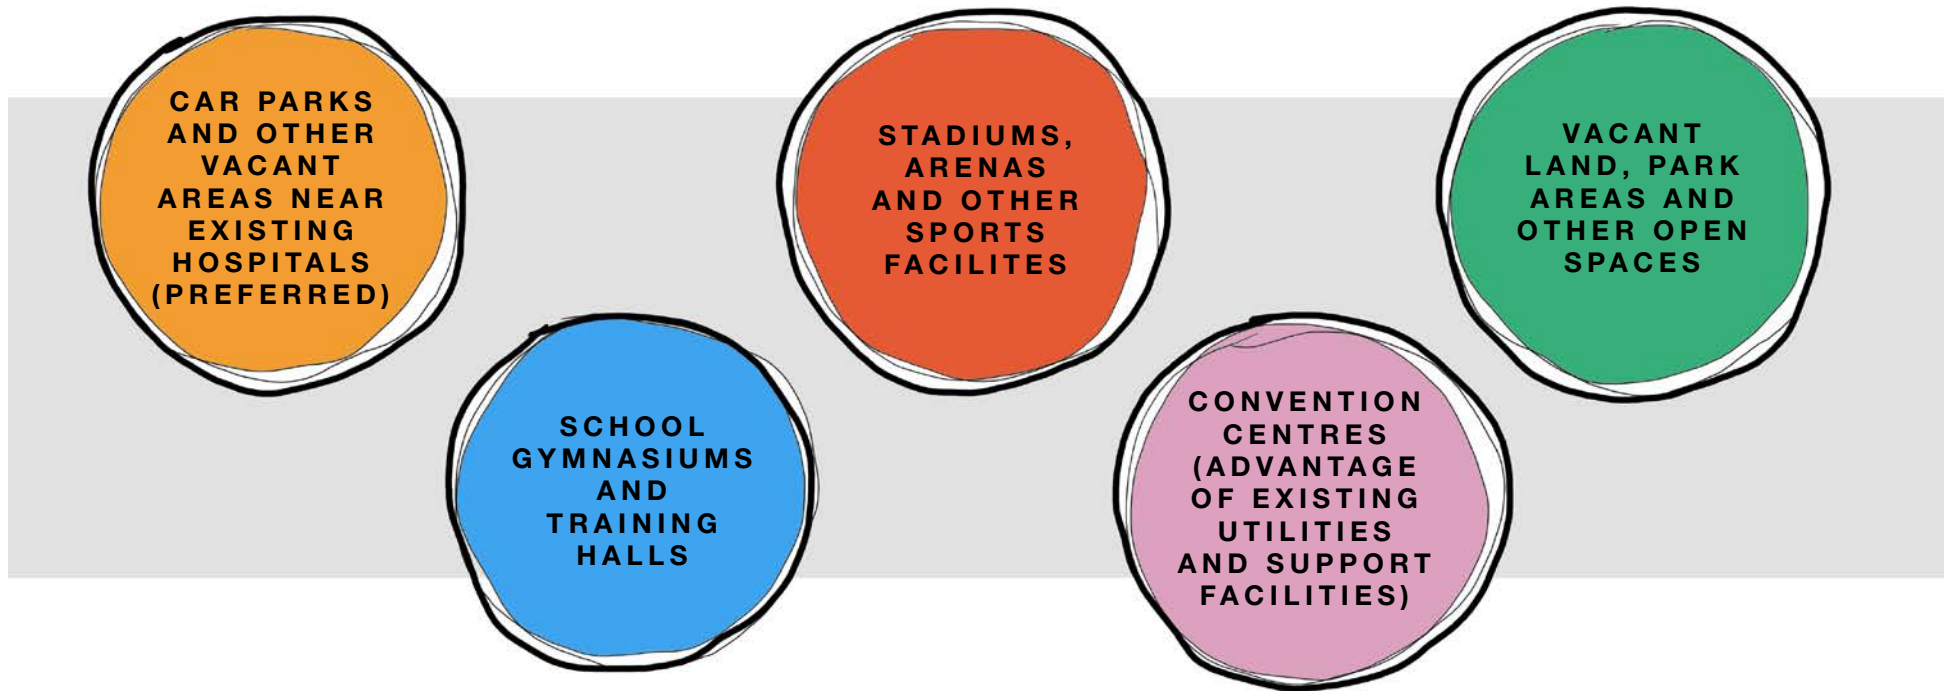 CAR PARKS
AND OTHER
VACANT
AREAS NEAR
EXISTING
HOSPITALS
(PREFERRED)
SCHOOL
GYMNASIUMS
AND
TRAINING
HALLS
STADIUMS,
ARENAS
AND OTHER
SPORTS
FACILITES
CONVENTION
CENTRES
(ADVANTAGE
OF EXISTING
UTILITIES
AND SUPPORT
FACILITIES)
VACANT
LAND, PARK
AREAS AND
OTHER OPEN
SPACES